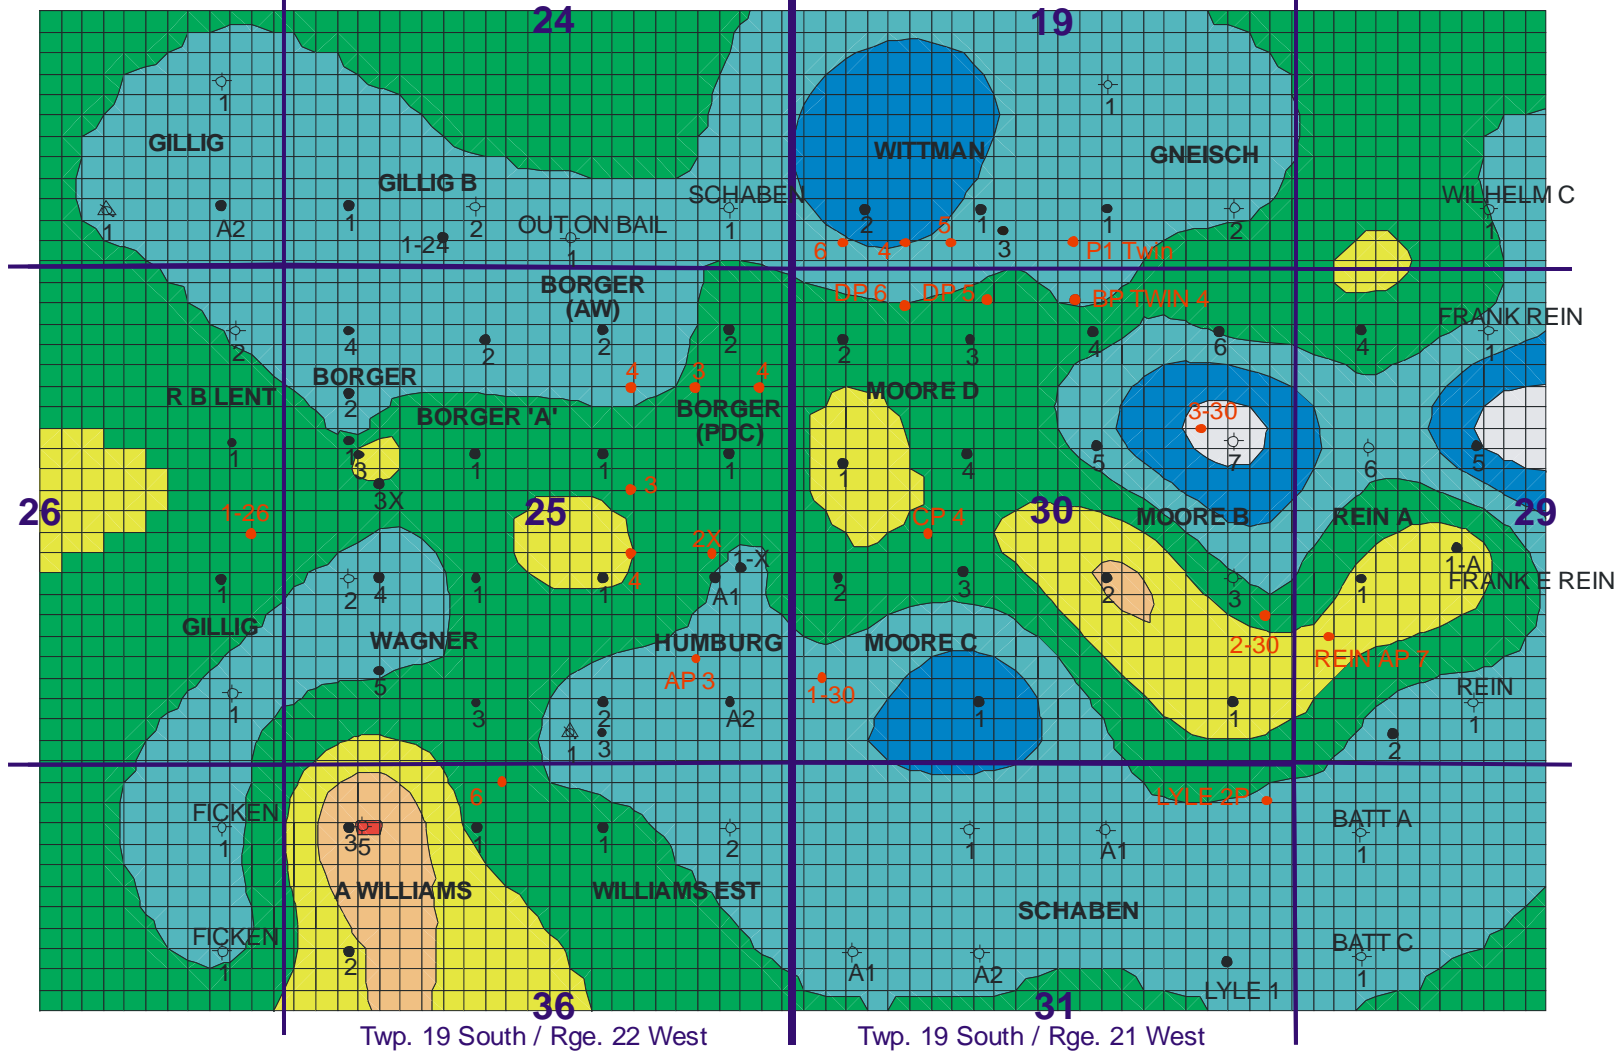 24
19
1
1
GILLIG
WITTMAN
GNEISCH
GILLIG B
SCHABEN
WILHELM C
1
A2
1
1-24
2
OUT ON BAIL
1
1
2
6
4
5
1
3
1
P1 Twin
2
1
BORGER
(AW)
DP 6
DP 5
BP TWIN 4
FRANK REIN
2
4
2
2
2
2
3
4
6
4
1
BORGER
4
3
4
R B LENT
2
BORGER 'A'
BORGER
(PDC)
MOORE D
3-30
1
1
3
1
1
1
1
4
5
7
6
5
3X
3
26
1-26
25
CP 4
30
MOORE B
REIN A
29
2X
1-X
1
2
4
1
1
4
A1
2
3
2
3
1
1-A
FRANK E REIN
GILLIG
WAGNER
HUMBURG
MOORE C
2-30
REIN AP 7
5
AP 3
1-30
REIN
1
3
2
A2
1
1
1
1
3
2
6
LYLE 2P
FICKEN
BATT A
1
3
5
1
1
2
1
A1
1
A WILLIAMS
WILLIAMS EST
SCHABEN
FICKEN
BATT C
1
2
A1
A2
LYLE 1
1
36
31
Twp. 19 South / Rge. 22 West
Twp. 19 South / Rge. 21 West